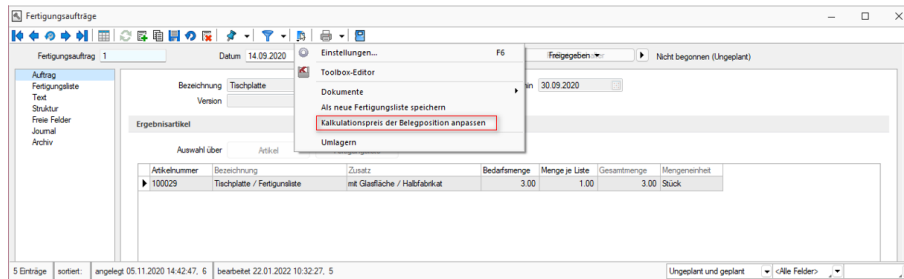 Fertigungsaufträge
Fertigungsauftrag 1 Datum 14.09.2020 Freigegeben Nicht begonnen (Ungeplant)
Einstellungen... F6
Toolbox-Editor
Dokumente
Als neue Fertigungsliste speichern
Kalkulationspreis der Belegposition anpassen
Umlagern
Auftrag
Fertigungsliste
Text
Struktur
Freie Felder
Journal
Archiv
Bezeichnung Tischplatte 30.09.2020
Version
Ergebnisartikel
Auswahl über Artikel
Artikelnummer Bezeichnung Zusatz Bedarfsmenge Menge je Liste Gesamtmenge Mengeneinheit
100029 Tischplatte / Fertigunsliste mit Glasfläche / Halbfabrikat 3.00 1.00 3.00 Stück
5 Einträge sortiert: angelegt 05.11.2020 14:42:47, 6 bearbeitet 22.01.2022 10:32:27, 5 Ungeplant und geplant <Alle Felder>